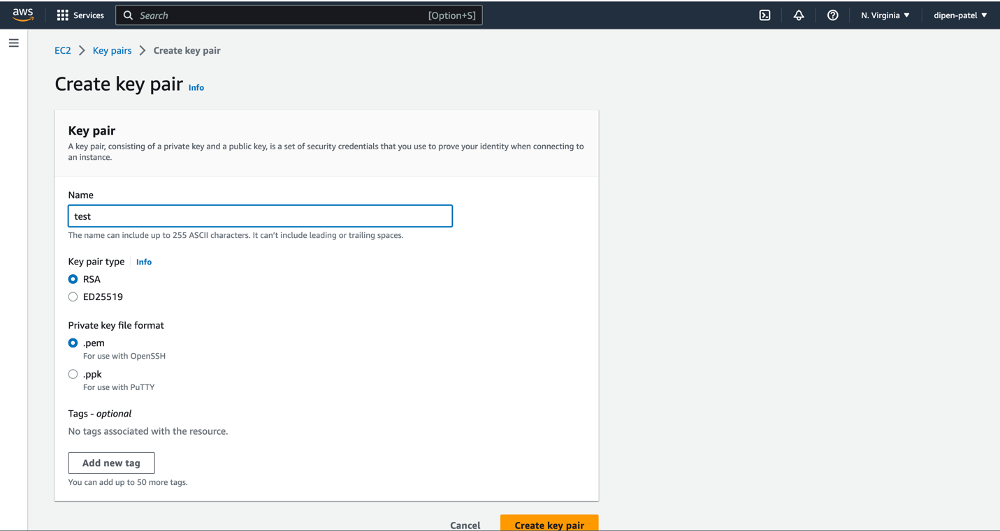 aws
Services
Search
[Option+S]
N. Virginia
dipen-patel
EC2 Key pairs Create key pair
Create key pair Info
Key pair
A key pair, consisting of a private key and a public key, is a set of security credentials that you use to prove your identity when connecting to
an instance.
Name
test
The name can include up to 255 ASCII characters. It can't include leading or trailing spaces.
Key pair type Info
RSA
ED25519
Private key file format
.pem
For use with OpenSSH
.ppk
For use with PuTTY
Tags - optional
No tags associated with the resource.
Add new tag
You can add up to 50 more tags.
Cancel
Create key pair